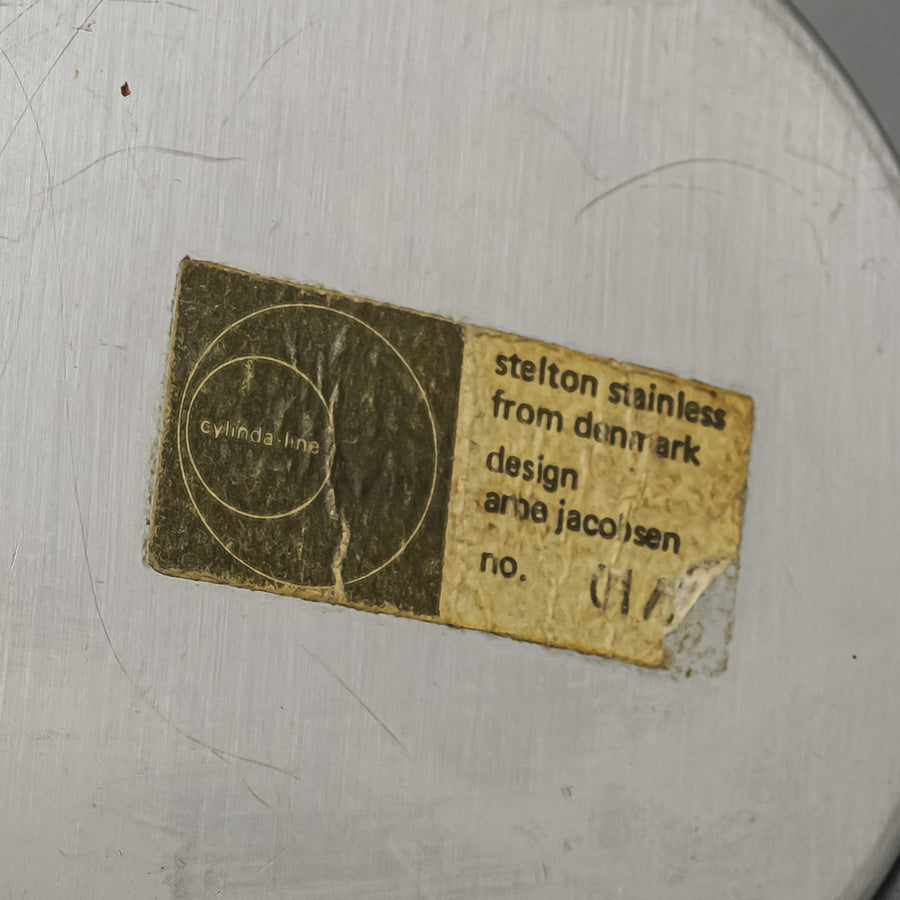 cylinda-line
stelton stainless
from denmark
design
arne jacobsen
no.